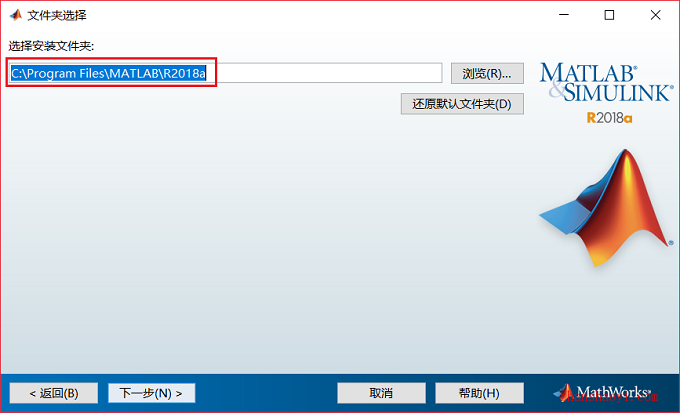 文件夹选择
选择安装文件夹:
C:\Program Files\MATLAB\R2018a
浏览(R)...
还原默认文件夹(D)
MATLAB®
&SIMULINK®
R2018a
®
< 返回(B)
下一步(N) >
取消
帮助(H)
MathWorks®